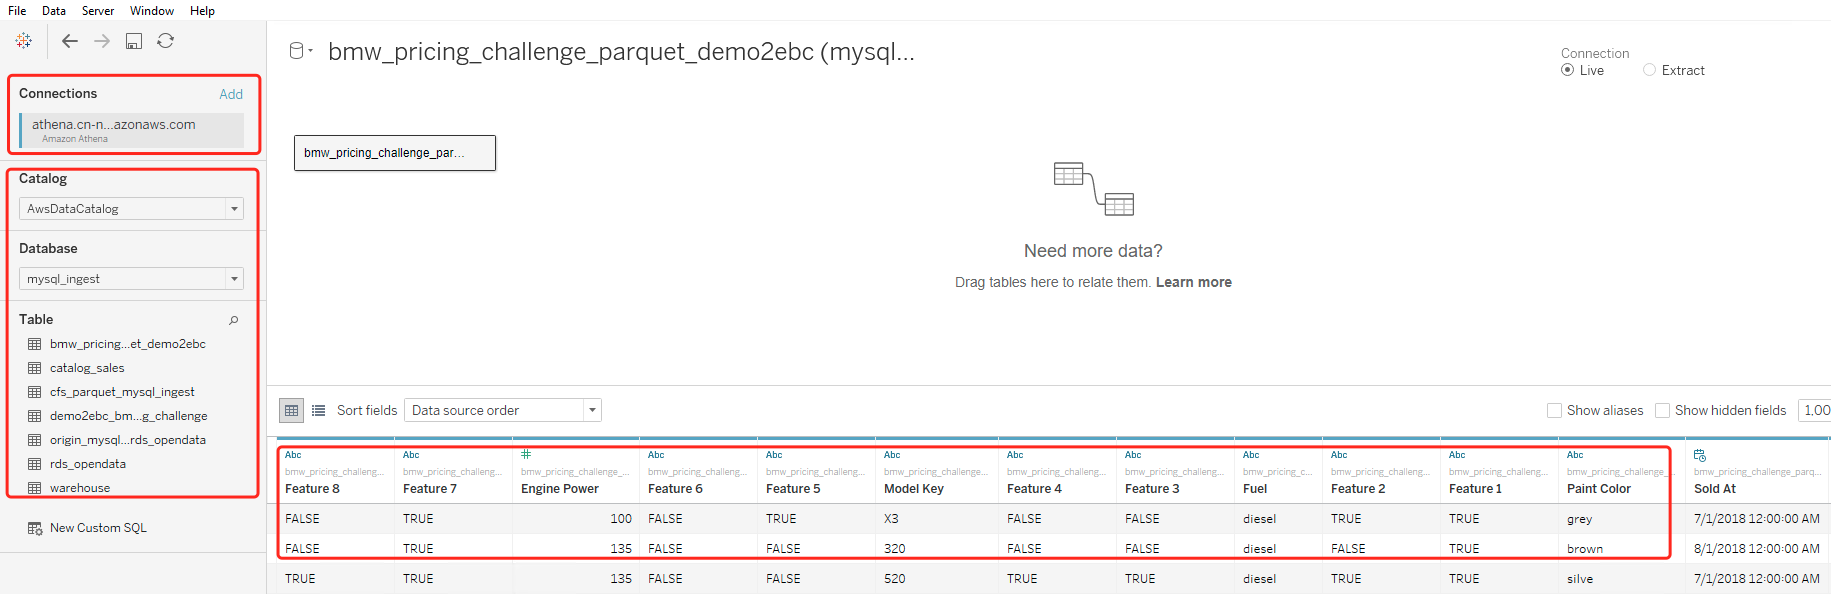 File Data Server Window Help
Connections Add
athena.cn-n...azonaws.com
Amazon Athena
Catalog
AwsDataCatalog
Database
mysql_ingest
Table
bmw_pricing...et_demo2ebc
catalog_sales
cfs_parquet_mysql_ingest
demo2ebc_bm...g_challenge
origin_mysql...rds_opendata
rds_opendata
warehouse
New Custom SQL
bmw_pricing_challenge_parquet_demo2ebc (mysql...
Connection
Live Extract
bmw_pricing_challenge_par...
Need more data?
Drag tables here to relate them. Learn more
Sort fields Data source order Show aliases Show hidden fields 1,00
Abc Abc # Abc Abc Abc Abc Abc Abc Abc Abc Abc
bmw_pricing_challeng... bmw_pricing_challeng... bmw_pricing_challenge_... bmw_pricing_challeng... bmw_pricing_challeng... bmw_pricing_challenge... bmw_pricing_challeng... bmw_pricing_challeng... bmw_pricing_c... bmw_pricing_challeng... bmw_pricing_challeng... bmw_pricing_challenge_... bmw_pricing_challenge_parq...
Feature 8 Feature 7 Engine Power Feature 6 Feature 5 Model Key Feature 4 Feature 3 Fuel Feature 2 Feature 1 Paint Color Sold At
FALSE TRUE 100 FALSE TRUE X3 FALSE FALSE diesel TRUE TRUE grey 7/1/2018 12:00:00 AM
FALSE TRUE 135 FALSE FALSE 320 FALSE FALSE diesel FALSE TRUE brown 8/1/2018 12:00:00 AM
TRUE TRUE 135 FALSE FALSE 520 TRUE TRUE diesel TRUE TRUE silve 7/1/2018 12:00:00 AM